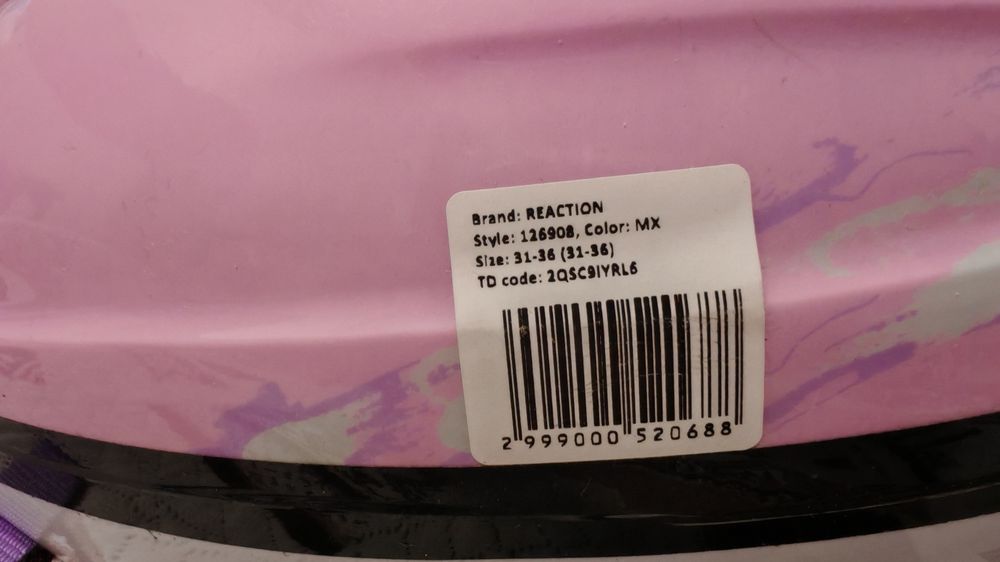 Brand: REACTION
Style: 126908, Color: MX
Size: 31-36 (31-36)
TD code: 2QSC9IYRL6
2 999000 520688